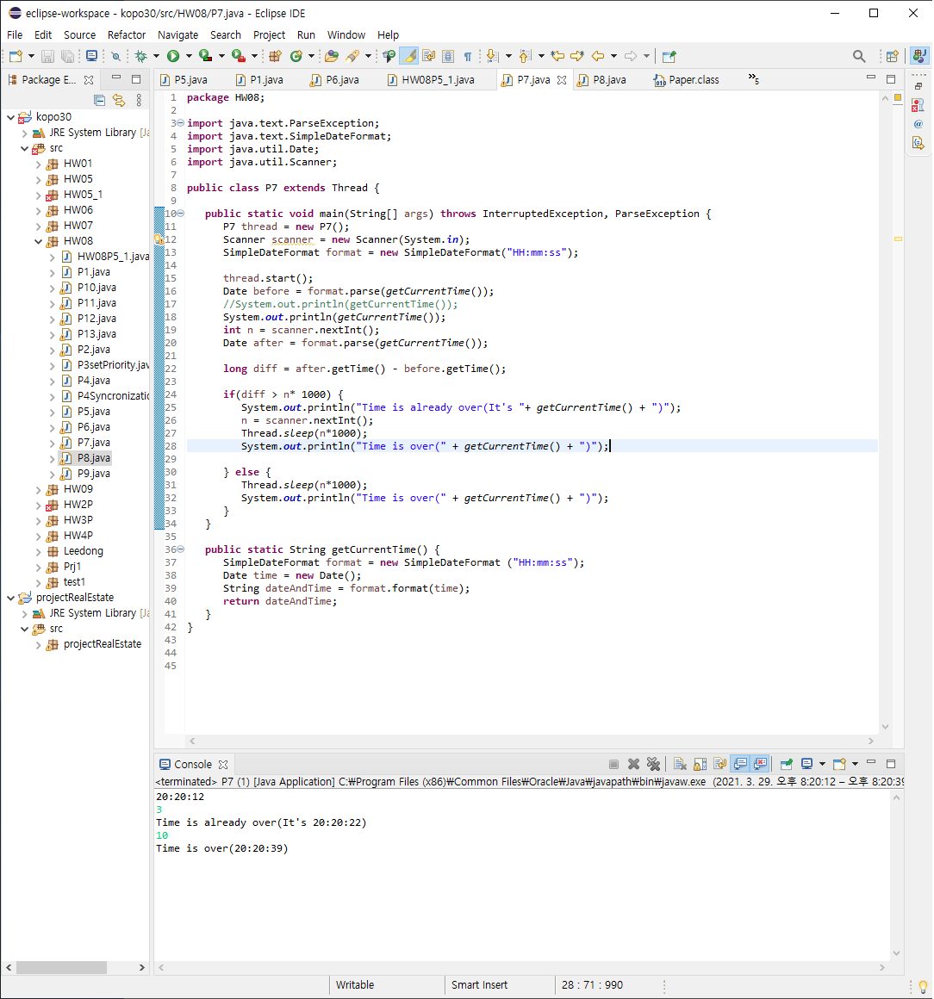 eclipse-workspace - kopo30/src/HW08/P7.java - Eclipse IDE
File Edit Source Refactor Navigate Search Project Run Window Help
Package E...
P5.java P1.java P6.java HW08P5_1.java P7.java P8.java Paper.class »5
kopo30
JRE System Library [Ja
src
HW01
HW05
HW05_1
HW06
HW07
HW08
HW08P5_1.java
P1.java
P10.java
P11.java
P12.java
P13.java
P2.java
P3setPriority.jav
P4.java
P4Syncronizatic
P5.java
P6.java
P7.java
P8.java
P9.java
HW09
HW2P
HW3P
HW4P
Leedong
Prj1
test1
projectRealEstate
JRE System Library [Ja
src
projectRealEstate
1 package HW08;
2
3 import java.text.ParseException;
4 import java.text.SimpleDateFormat;
5 import java.util.Date;
6 import java.util.Scanner;
7
8 public class P7 extends Thread {
9
10 public static void main(String[] args) throws InterruptedException, ParseException {
11 P7 thread = new P7();
12 Scanner scanner = new Scanner(System.in);
13 SimpleDateFormat format = new SimpleDateFormat("HH:mm:ss");
14
15 thread.start();
16 Date before = format.parse(getCurrentTime());
17 //System.out.println(getCurrentTime());
18 System.out.println(getCurrentTime());
19 int n = scanner.nextInt();
20 Date after = format.parse(getCurrentTime());
21
22 long diff = after.getTime() - before.getTime();
23
24 if(diff > n* 1000) {
25 System.out.println("Time is already over(It's "+ getCurrentTime() + ")");
26 n = scanner.nextInt();
27 Thread.sleep(n*1000);
28 System.out.println("Time is over(" + getCurrentTime() + ")");
29
30 } else {
31 Thread.sleep(n*1000);
32 System.out.println("Time is over(" + getCurrentTime() + ")");
33 }
34 }
35
36 public static String getCurrentTime() {
37 SimpleDateFormat format = new SimpleDateFormat ("HH:mm:ss");
38 Date time = new Date();
39 String dateAndTime = format.format(time);
40 return dateAndTime;
41 }
42 }
43
44
45
Console
<terminated> P7 (1) [Java Application] C:₩Program Files (x86)₩Common Files₩Oracle₩Java₩javapath₩bin₩javaw.exe (2021. 3. 29. 오후 8:20:12 – 오후 8:20:39
20:20:12
3
Time is already over(It's 20:20:22)
10
Time is over(20:20:39)
Writable Smart Insert 28 : 71 : 990